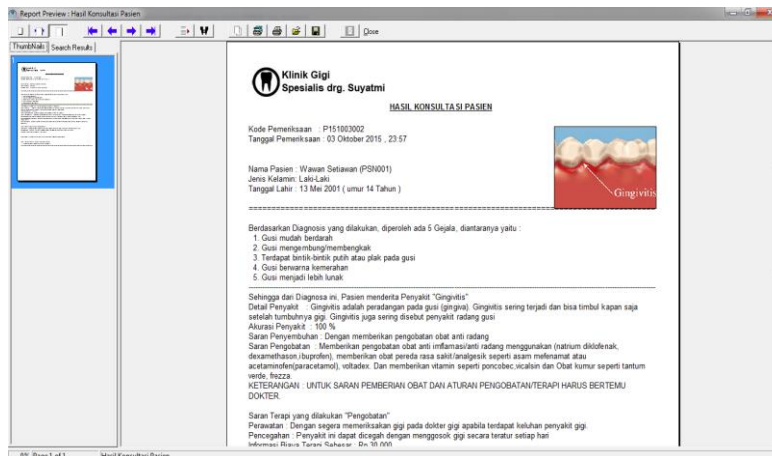 Report Preview : Hasil Konsultasi Pasien
Close
ThumbNails
Search Results
Klinik Gigi
Spesialis drg. Suyatmi
HASIL KONSULTASI PASIEN
Kode Pemeriksaan : P151003002
Tanggal Pemeriksaan : 03 Oktober 2015 , 23:57
Nama Pasien : Wawan Setiawan (PSN001)
Jenis Kelamin: Laki-Laki
Tanggal Lahir : 13 Mei 2001 ( umur 14 Tahun )
Gingivitis
Berdasarkan Diagnosis yang dilakukan, diperoleh ada 5 Gejala, diantaranya yaitu :
1. Gusi mudah berdarah
2. Gusi mengembung/membengkak
3. Terdapat bintik-bintik putih atau plak pada gusi
4. Gusi berwarna kemerahan
5. Gusi menjadi lebih lunak
Sehingga dari Diagnosa ini, Pasien menderita Penyakit "Gingivitis"
Detail Penyakit : Gingivitis adalah peradangan pada gusi (gingiva). Gingivitis sering terjadi dan bisa timbul kapan saja
setelah tumbuhnya gigi. Gingivitis juga sering disebut penyakit radang gusi
Akurasi Penyakit : 100 %
Saran Penyembuhan : Dengan memberikan pengobatan obat anti radang
Saran Pengobatan : Memberikan pengobatan obat anti imflamasi/anti radang menggunakan (natrium diklofenak,
dexamethason,ibuprofen), memberikan obat pereda rasa sakit/analgesik seperti asam mefenamat atau
acetaminofen(paracetamol), voltadex. Dan memberikan vitamin seperti poncobec,vicalsin dan Obat kumur seperti tantum
verde, frezza.
KETERANGAN : UNTUK SARAN PEMBERIAN OBAT DAN ATURAN PENGOBATAN/TERAPI HARUS BERTEMU
DOKTER.
Saran Terapi yang dilakukan "Pengobatan"
Perawatan : Dengan segera memeriksakan gigi pada dokter gigi apabila terdapat keluhan penyakit gigi.
Pencegahan : Penyakit ini dapat dicegah dengan menggosok gigi secara teratur setiap hari
Informasi Biaya Terapi Sebesar : Rp 30.000
0% Page 1 of 1 Hasil Konsultasi Pasien